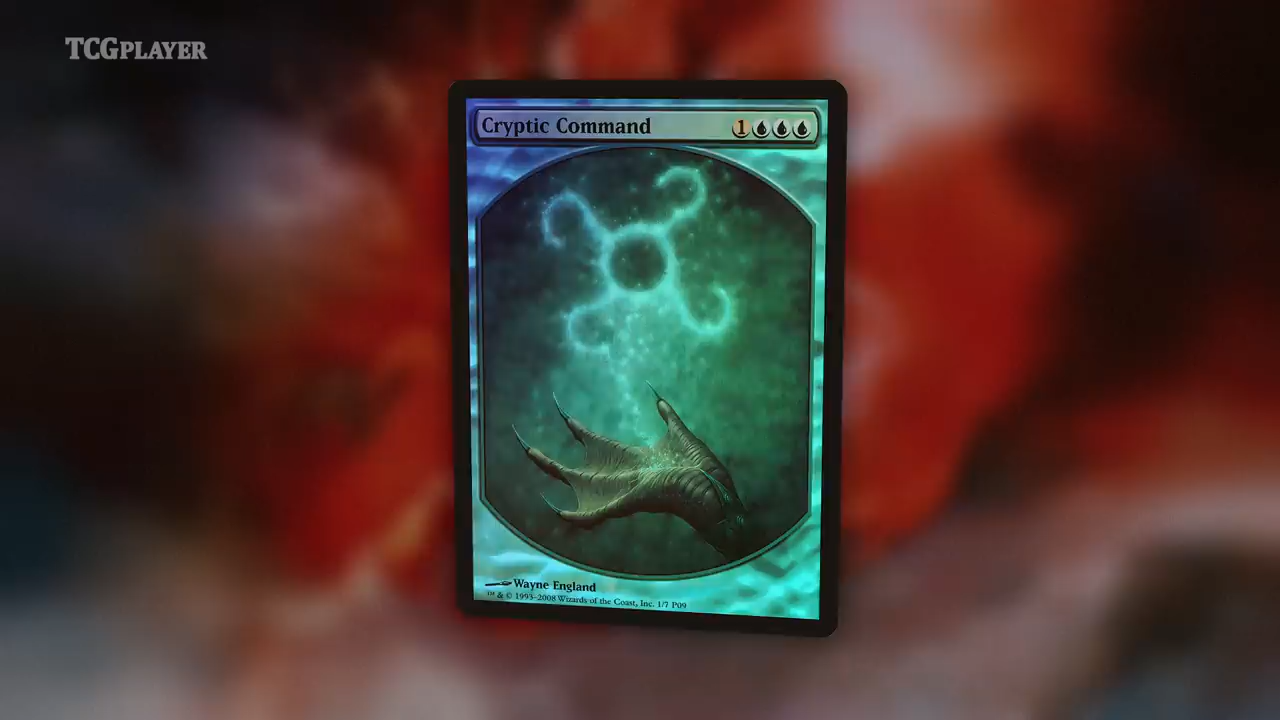 TCGPLAYER
Cryptic Command 1
Wayne England
™ & © 1993–2008 Wizards of the Coast, Inc. 1/7 P09